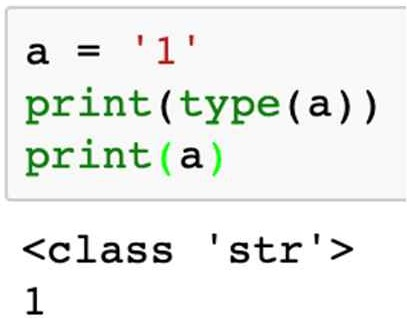 a = '1'
print(type(a))
print(a)
<class 'str'>
1